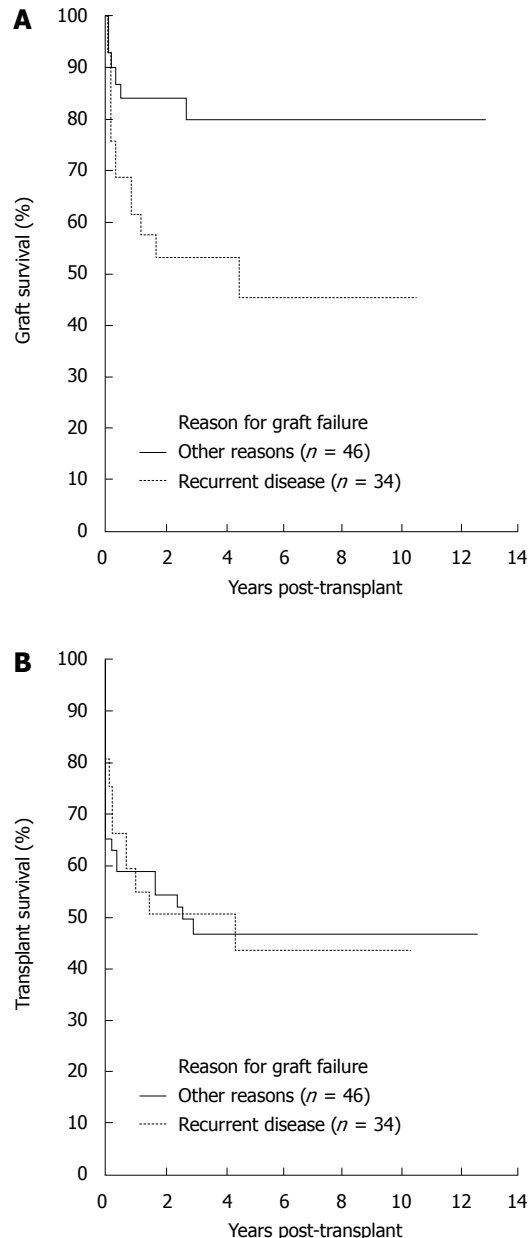 A
100
90
80
70
60
50
40
30
20
10
0
Graft survival (%)
Reason for graft failure
Other reasons (n = 46)
Recurrent disease (n = 34)
0 2 4 6 8 10 12 14
Years post-transplant
B
100
90
80
70
60
50
40
30
20
10
0
Transplant survival (%)
Reason for graft failure
Other reasons (n = 46)
Recurrent disease (n = 34)
0 2 4 6 8 10 12 14
Years post-transplant